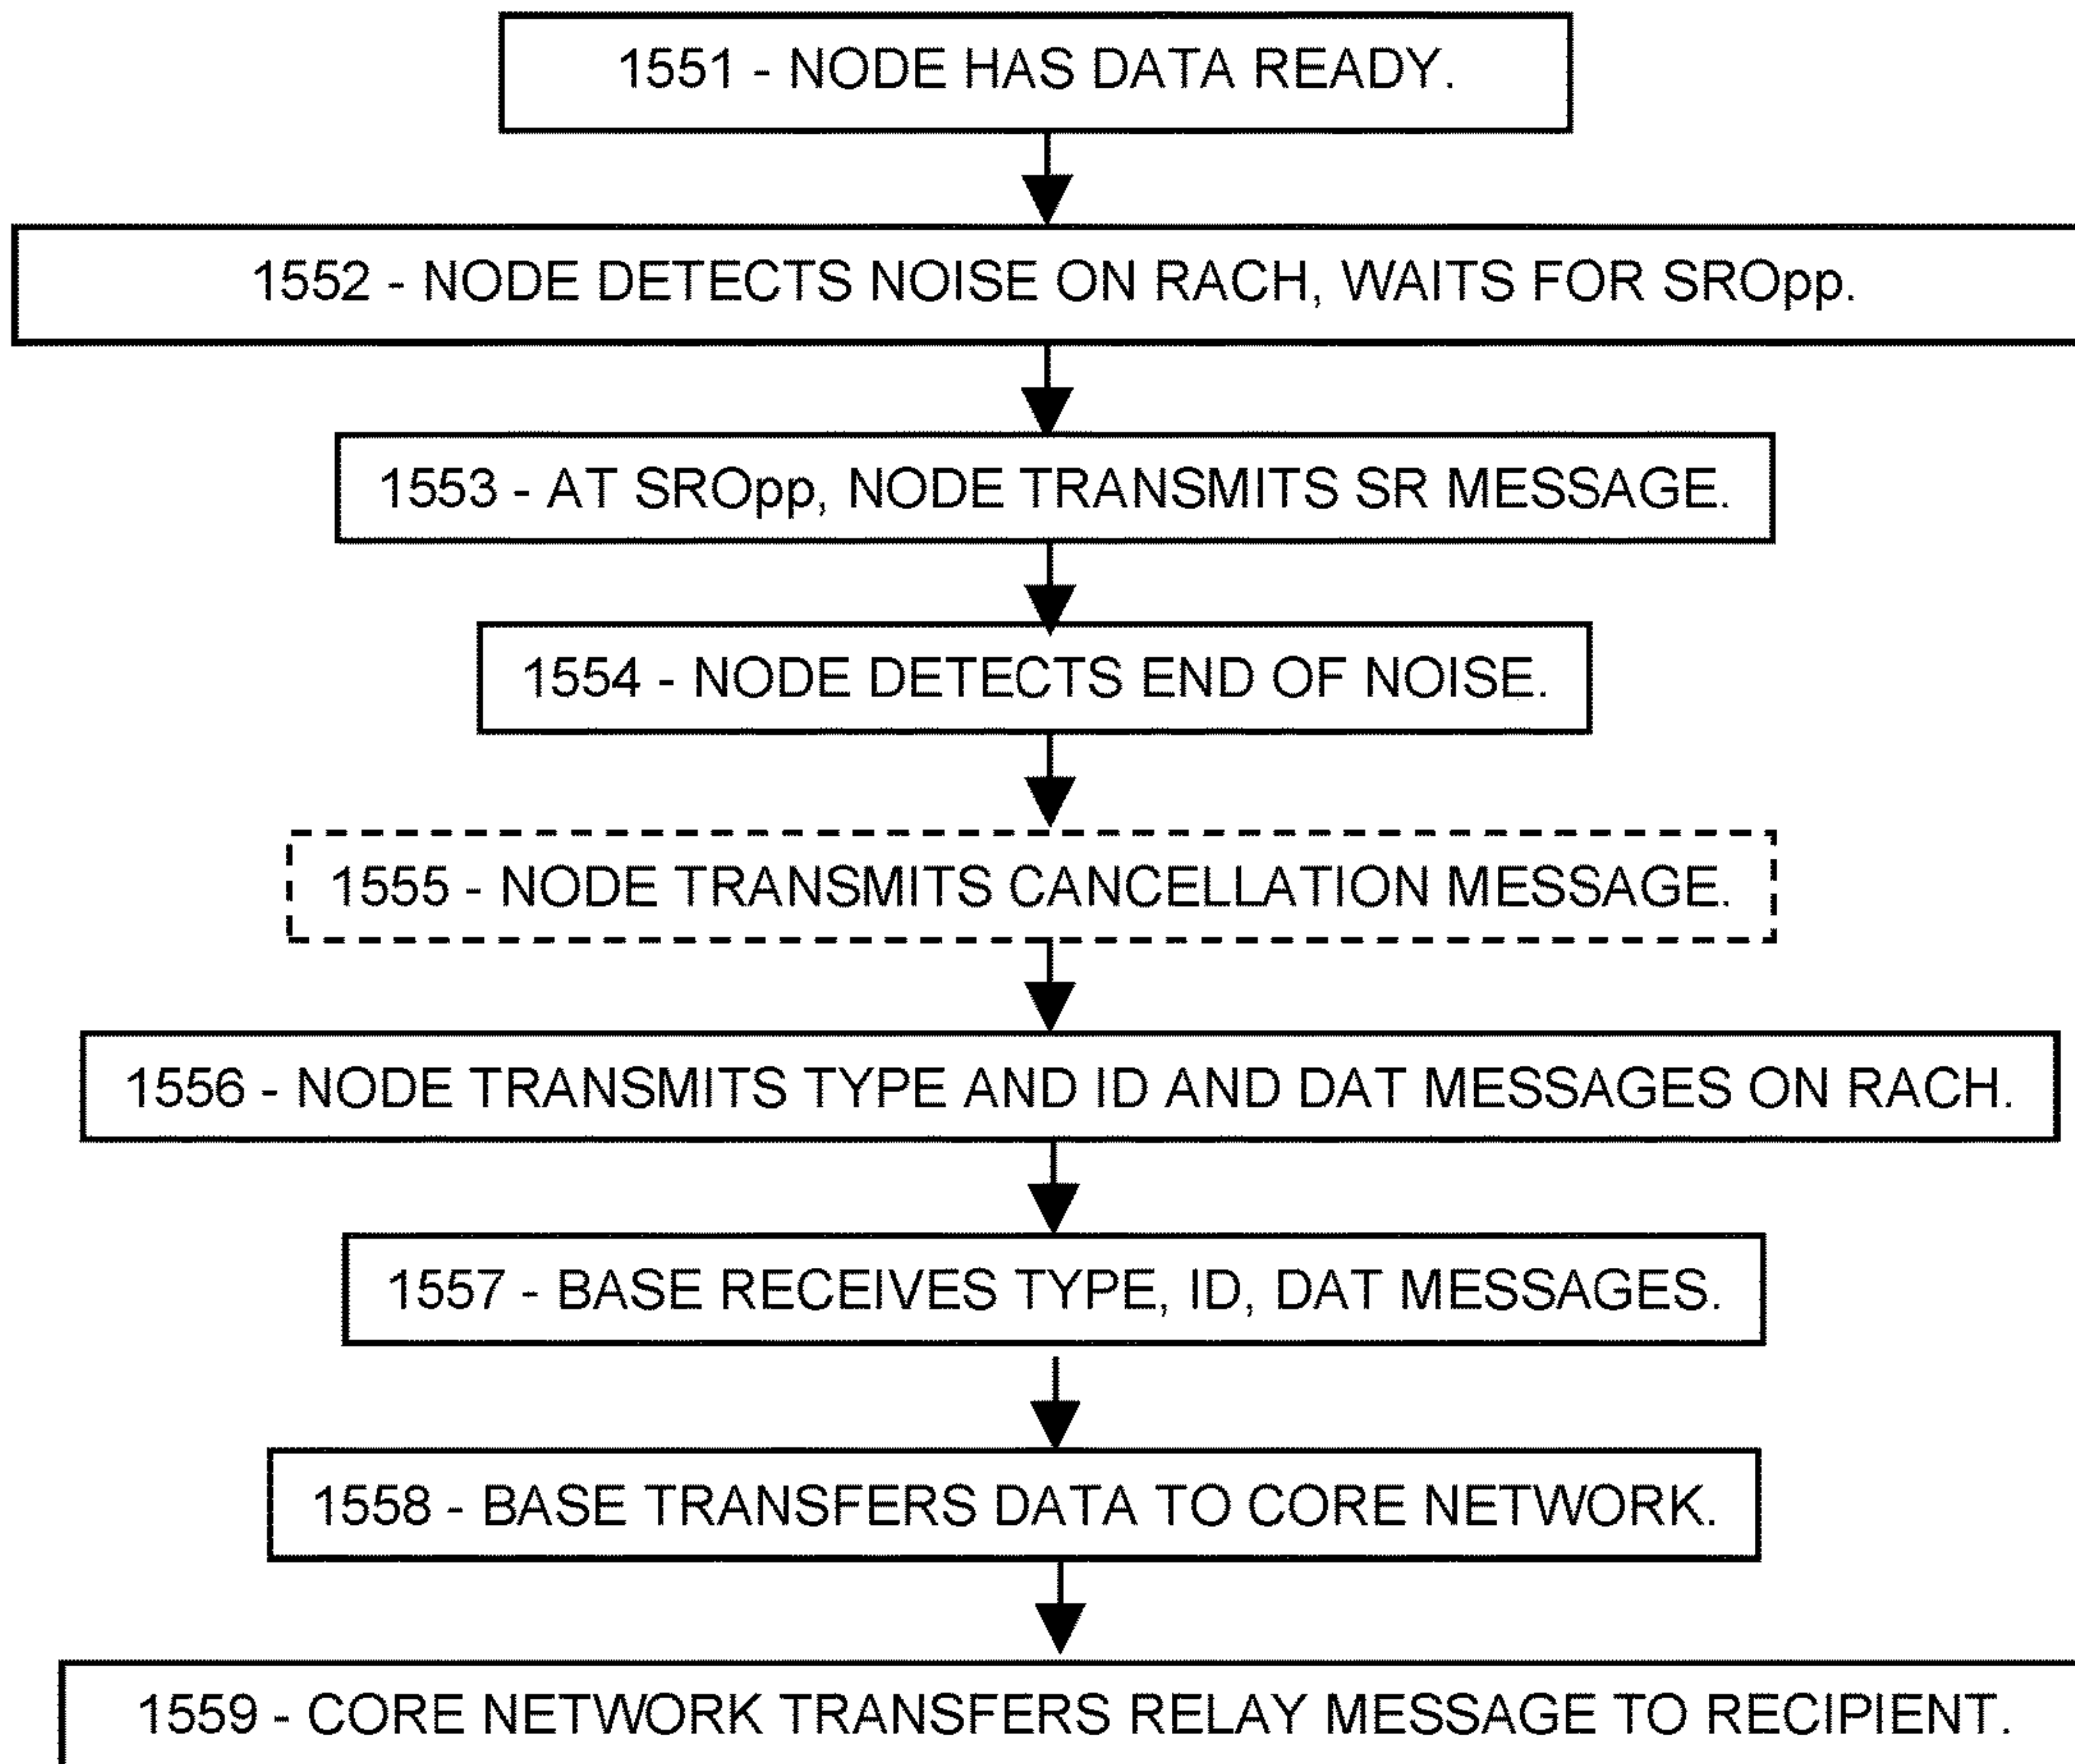 1551 - NODE HAS DATA READY.
1552 - NODE DETECTS NOISE ON RACH, WAITS FOR SROpp.
1553 - AT SROpp, NODE TRANSMITS SR MESSAGE.
1554 - NODE DETECTS END OF NOISE.
1555 - NODE TRANSMITS CANCELLATION MESSAGE.
1556 - NODE TRANSMITS TYPE AND ID AND DAT MESSAGES ON RACH.
1557 - BASE RECEIVES TYPE, ID, DAT MESSAGES.
1558 - BASE TRANSFERS DATA TO CORE NETWORK.
1559 - CORE NETWORK TRANSFERS RELAY MESSAGE TO RECIPIENT.